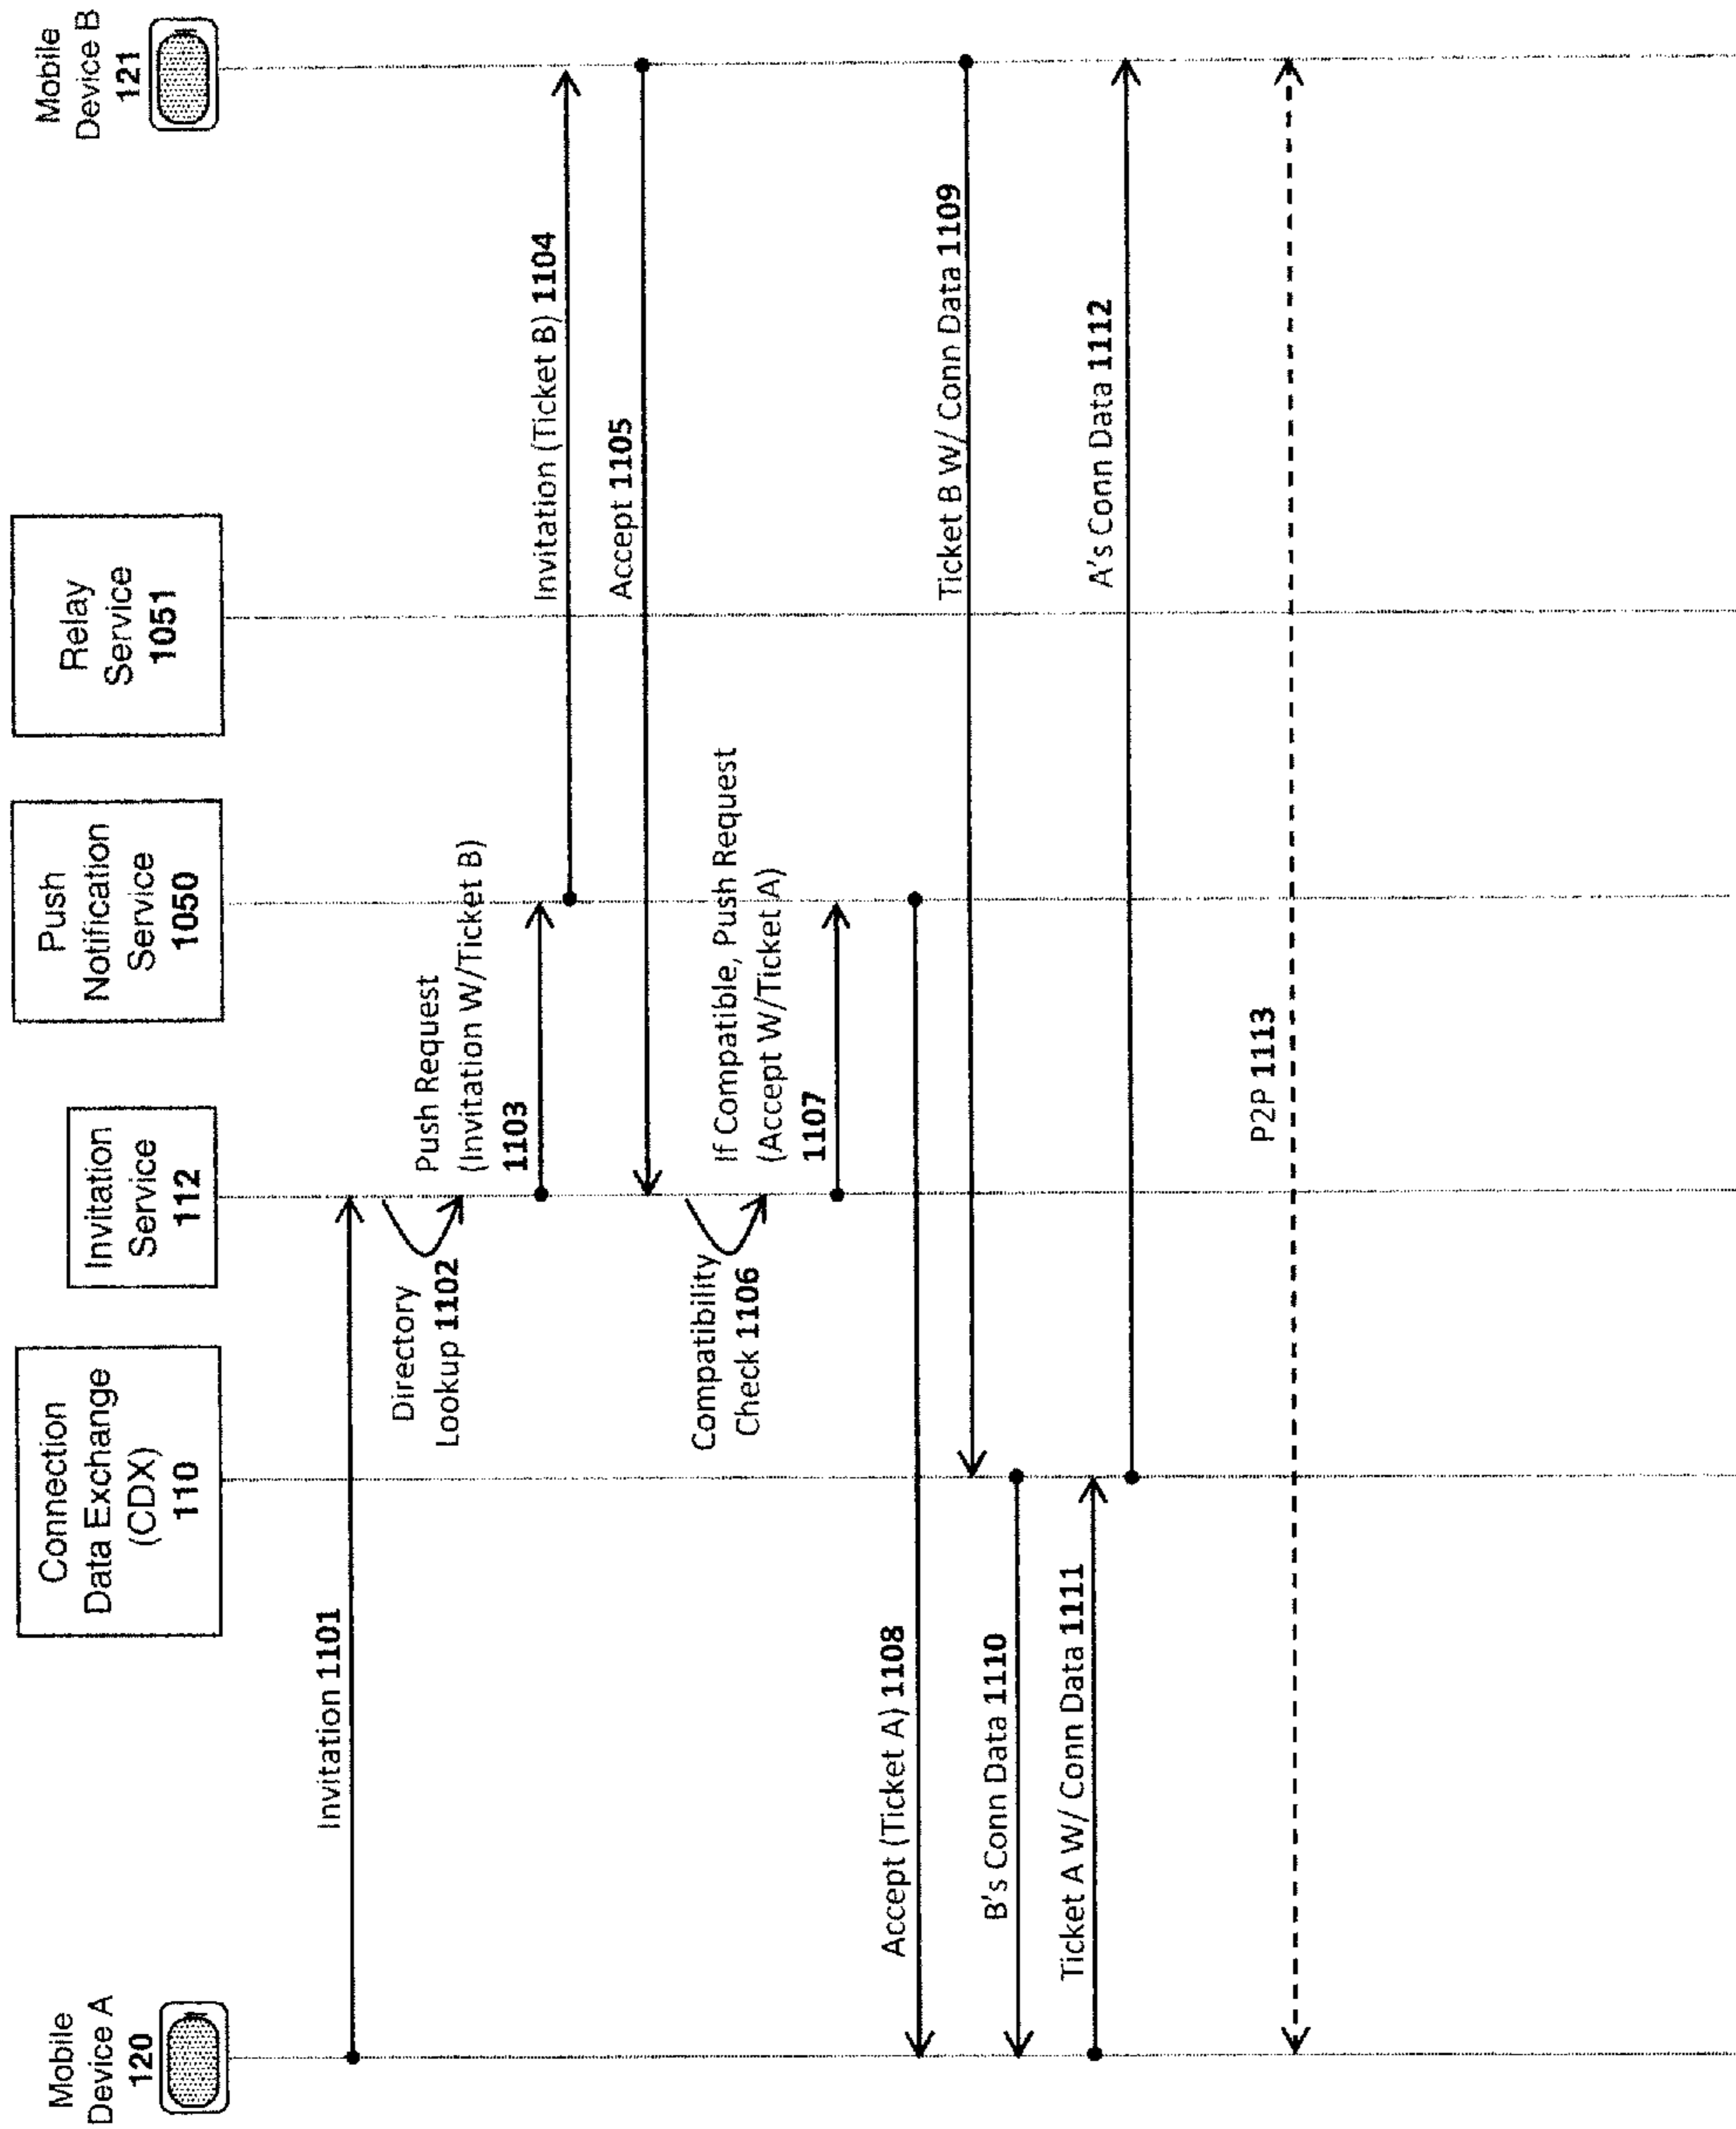 Mobile
Device A
120
Connection
Data Exchange
(CDX)
110
Invitation
Service
112
Push
Notification
Service
1050
Relay
Service
1051
Mobile
Device B
121
Invitation 1101
Directory
Lookup 1102
Push Request
(Invitation W/Ticket B)
1103
Invitation (Ticket B) 1104
Accept 1105
Compatibility
Check 1106
If Compatible, Push Request
(Accept W/Ticket A)
1107
Accept (Ticket A) 1108
Ticket B W/ Conn Data 1109
B's Conn Data 1110
Ticket A W/ Conn Data 1111
A's Conn Data 1112
P2P 1113